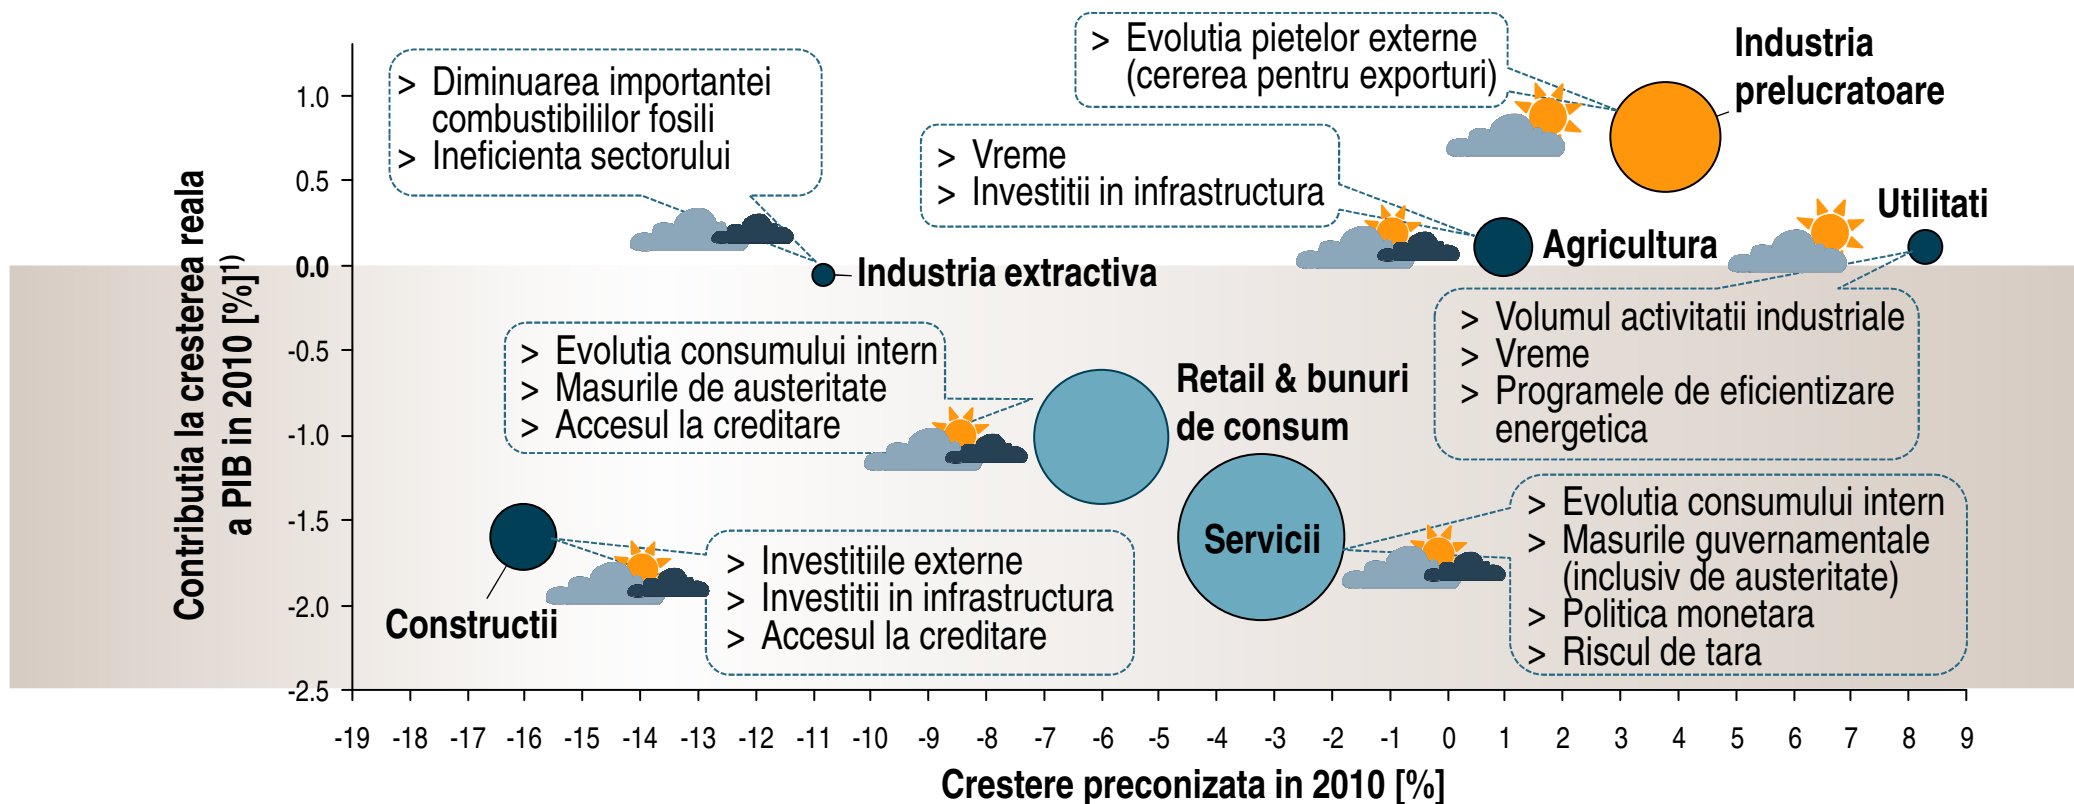 > Evolutia pietelor externe
(cererea pentru exporturi)
Industria
prelucratoare
> Diminuarea importantei
combustibililor fosili
> Ineficienta sectorului
> Vreme
> Investitii in infrastructura
Utilitati
Agricultura
Industria extractiva
> Volumul activitatii industriale
> Vreme
> Programele de eficientizare
energetica
> Evolutia consumului intern
> Masurile de austeritate
> Accesul la creditare
Retail & bunuri
de consum
Servicii
> Evolutia consumului intern
> Masurile guvernamentale
(inclusiv de austeritate)
> Politica monetara
> Riscul de tara
Constructii
> Investitiile externe
> Investitii in infrastructura
> Accesul la creditare
Contributia la cresterea reala
a PIB in 2010 [%]1)
1.0
0.5
0.0
-0.5
-1.0
-1.5
-2.0
-2.5
-19 -18 -17 -16 -15 -14 -13 -12 -11 -10 -9 -8 -7 -6 -5 -4 -3 -2 -1 0 1 2 3 4 5 6 7 8 9
Crestere preconizata in 2010 [%]